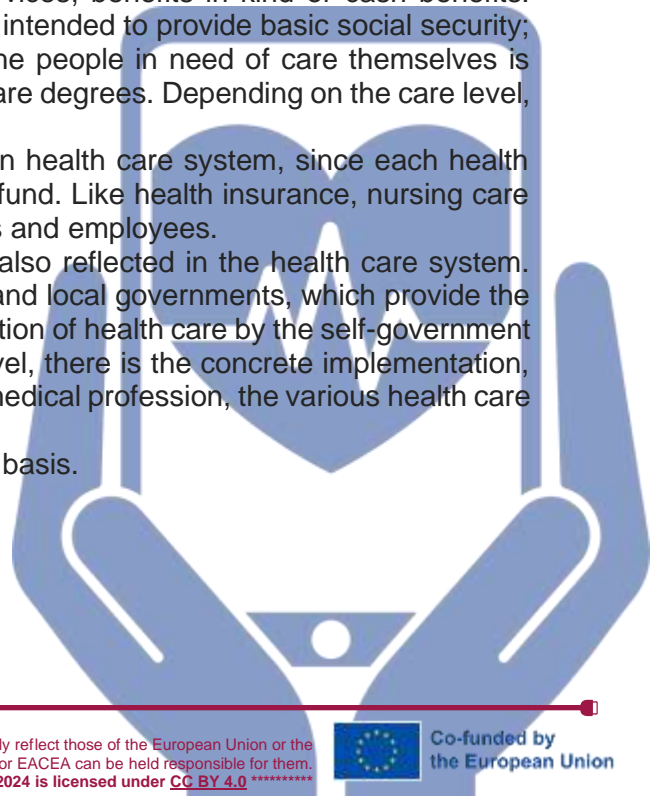 benefits in kind or cash benefits.
intended to provide basic social security;
he people in need of care themselves is
are degrees. Depending on the care level,
n health care system, since each health
fund. Like health insurance, nursing care
s and employees.
also reflected in the health care system.
and local governments, which provide the
tion of health care by the self-government
vel, there is the concrete implementation,
medical profession, the various health care
basis.
ly reflect those of the European Union or the
or EACEA can be held responsible for them.
2024 is licensed under CC BY 4.0 **********
Co-funded by
the European Union